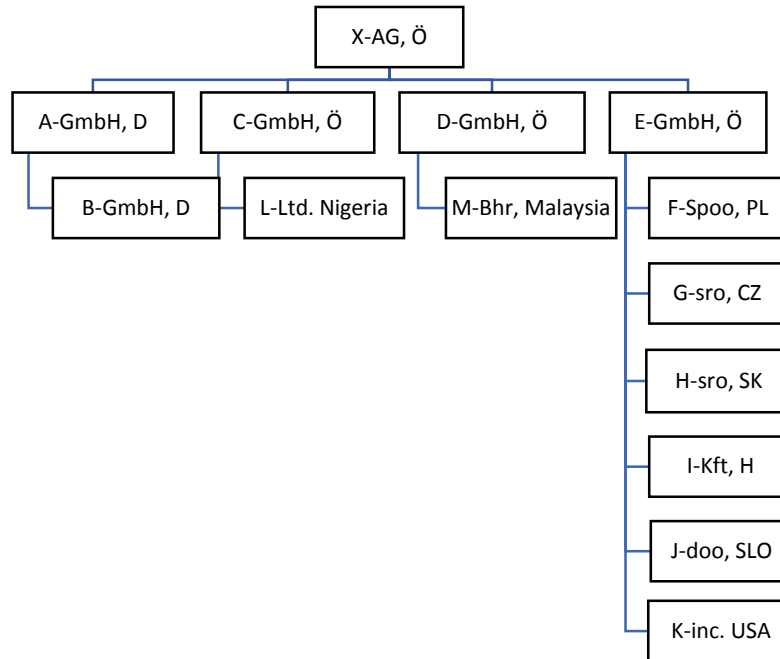 X-AG, Ö
A-GmbH, D
C-GmbH, Ö
D-GmbH, Ö
E-GmbH, Ö
B-GmbH, D
L-Ltd. Nigeria
M-Bhr, Malaysia
F-Spoo, PL
G-sro, CZ
H-sro, SK
I-Kft, H
J-doo, SLO
K-inc. USA